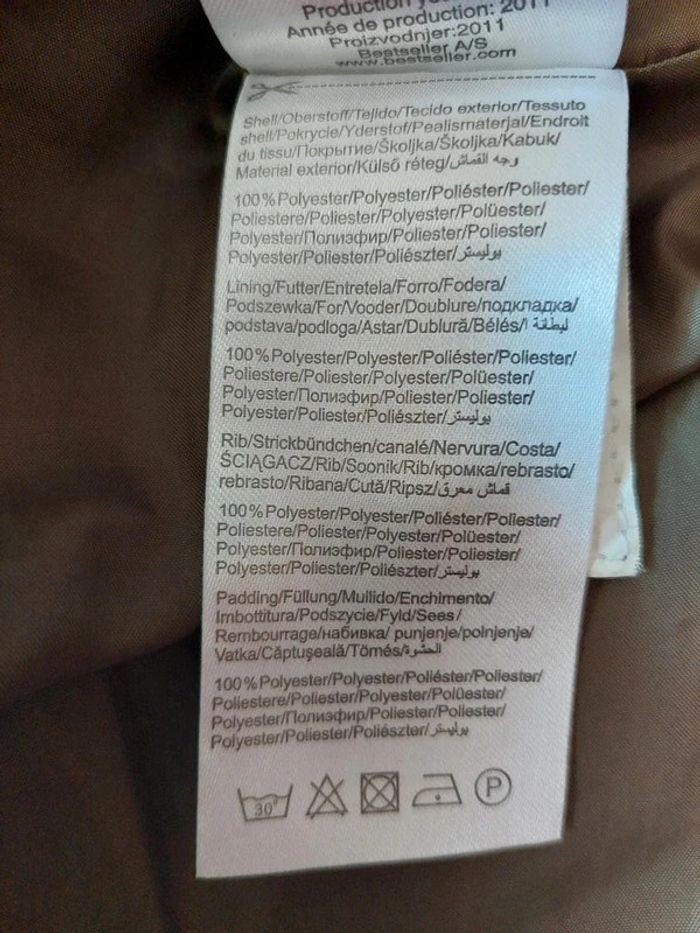 Production
Année de production: 2011
Proizvodnjer:2011
Bestseller A/S
www.bestseller.com
Shell/Oberstoff/Tejido/Tecido exterior/Tessuto
shell/Pokrycie/Yderstof/Pealismaterjal/Endroit
du tissu/Покрытие/Školjka/Školjka/Kabuk/
Material exterior/Külső réteg/وجه القماش
100%Polyester/Polyester/Poliéster/Poliester/
Poliestere/Poliester/Polyester/Polüester/
Polyester/Полиэфир/Poliester/Poliester/
Polyester/Poliester/Poliészter/بوليستر
Lining/Futter/Entretela/Forro/Fodera/
Podszewka/For/Vooder/Doublure/подкладка/
podstava/podloga/Astar/Dublură/Bélés/لبطانة ا
100%Polyester/Polyester/Poliéster/Poliester/
Poliestere/Poliester/Polyester/Polüester/
Polyester/Полиэфир/Poliester/Poliester/
Polyester/Poliester/Poliészter/بوليستر
Rib/Strickbündchen/canalé/Nervura/Costa/
ŚCIĄGACZ/Rib/Soonik/Rib/кромка/rebrasto/
rebrasto/Ribana/Cută/Ripsz/قماش معرق
100%Polyester/Polyester/Poliéster/Poliester/
Poliestere/Poliester/Polyester/Polüester/
Polyester/Полиэфир/Poliester/Poliester/
Polyester/Poliester/Poliészter/بوليستر
Padding/Füllung/Mullido/Enchimento/
Imbottitura/Podszycie/Fyld/Sees/
Rembourrage/набивка/ punjenje/polnjenje/
Vatka/Căptuşeală/Tömés/الحشوة
100%Polyester/Polyester/Poliéster/Poliester/
Poliestere/Poliester/Polyester/Polüester/
Polyester/Полиэфир/Poliester/Poliester/
Polyester/Poliester/Poliészter/بوليستر
30° P